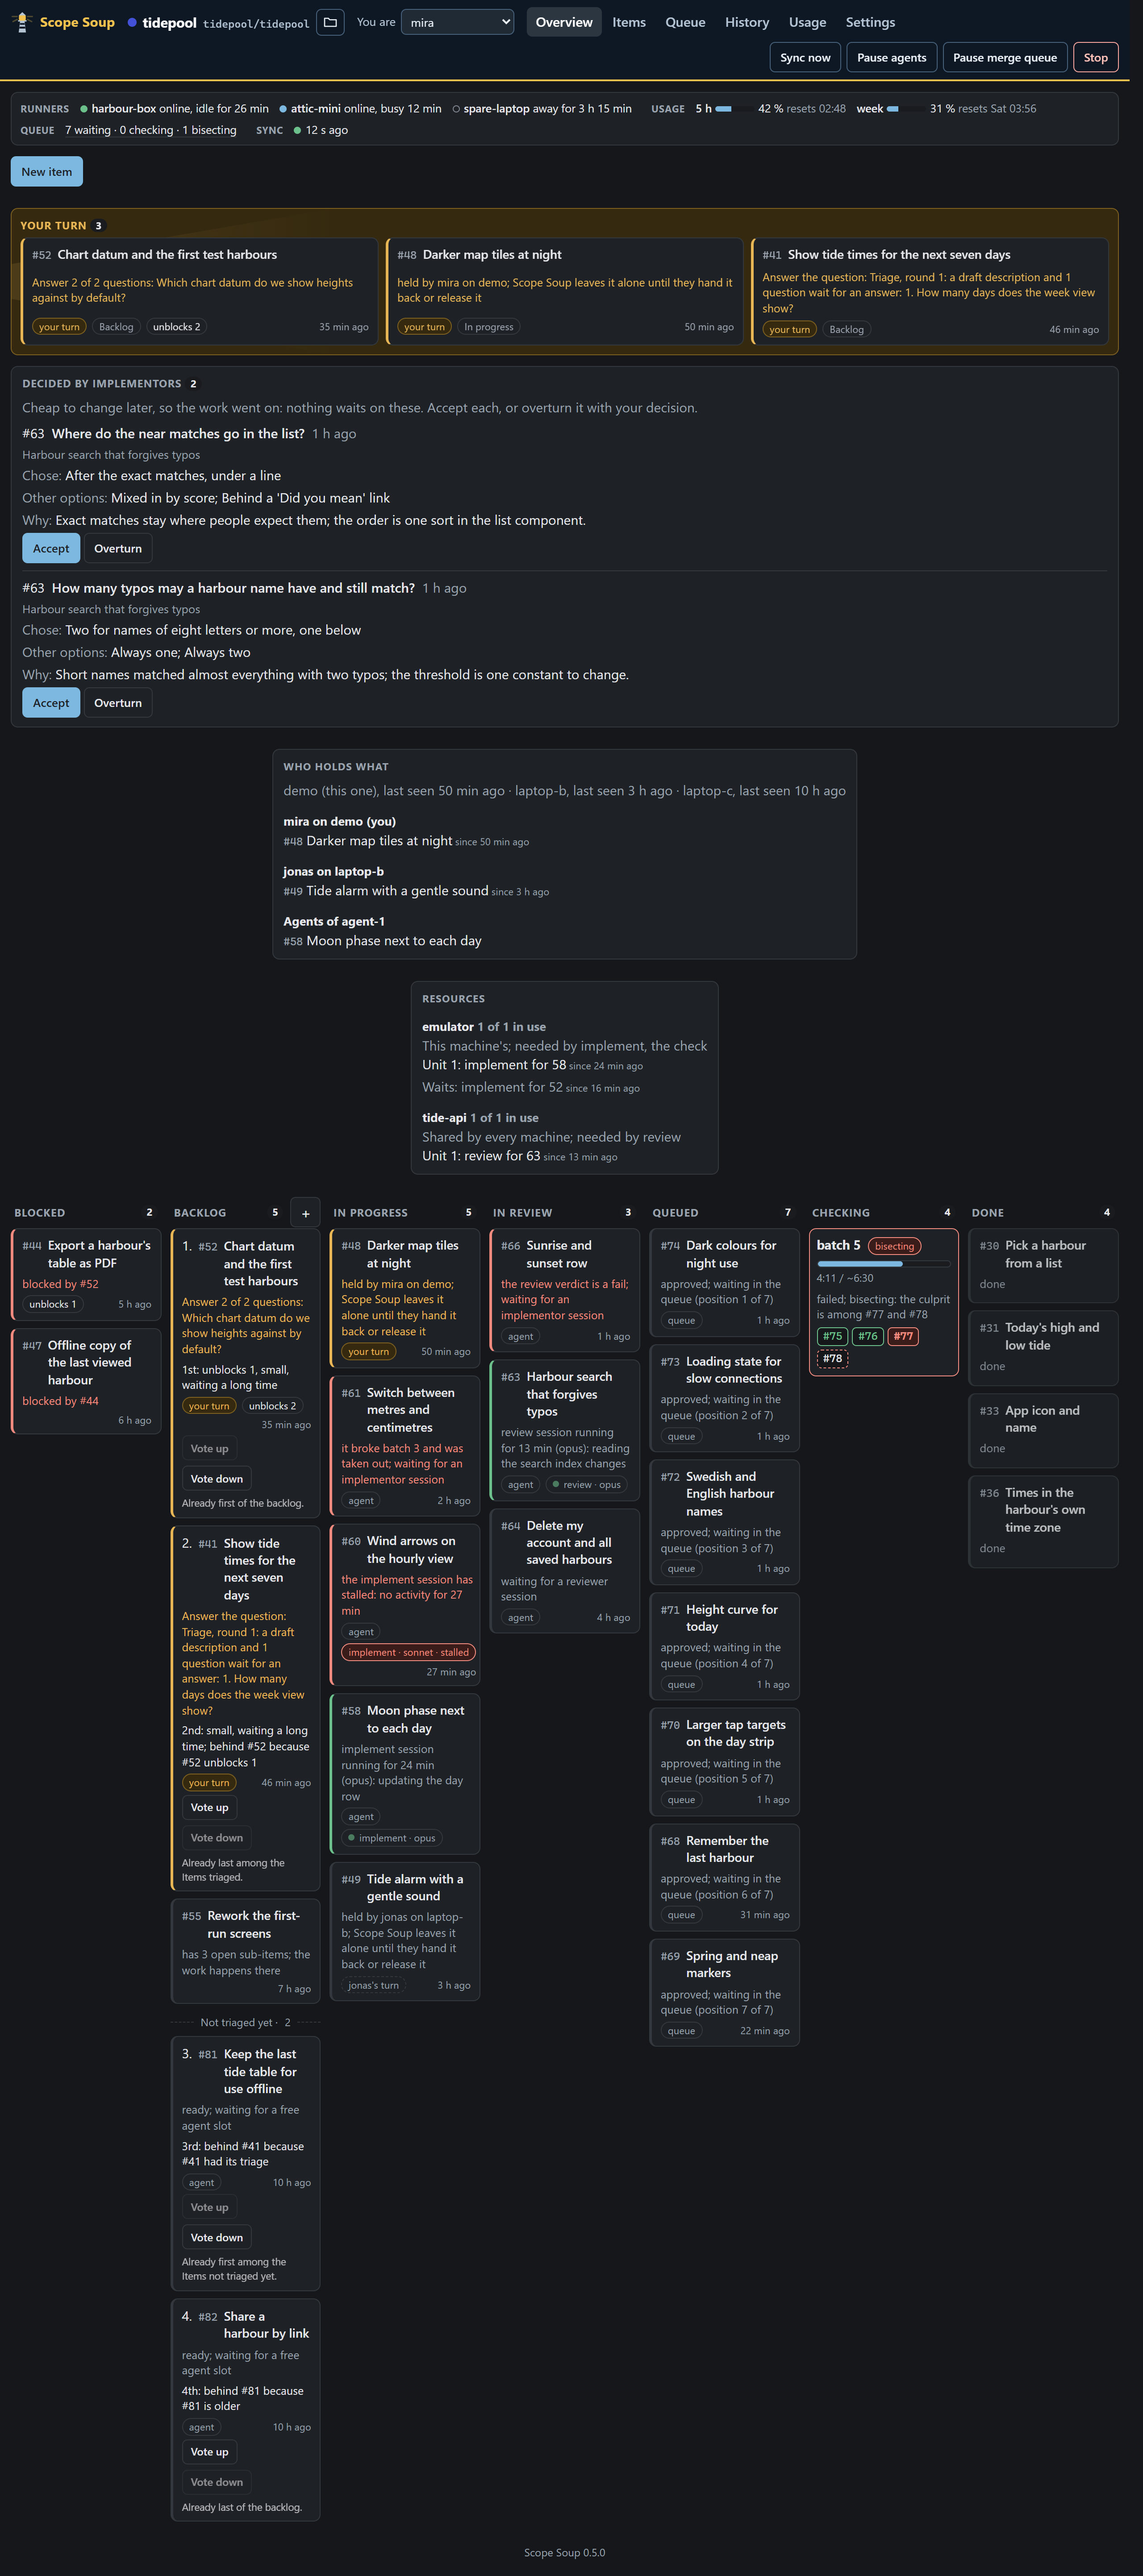 Scope Soup tidepool tidepool/tidepool You are mira Overview Items Queue History Usage Settings
Sync now Pause agents Pause merge queue Stop
RUNNERS harbour-box online, idle for 26 min attic-mini online, busy 12 min spare-laptop away for 3 h 15 min USAGE 5 h 42 % resets 02:48 week 31 % resets Sat 03:56
QUEUE 7 waiting · 0 checking · 1 bisecting SYNC 12 s ago
New item
YOUR TURN 3
#52 Chart datum and the first test harbours
Answer 2 of 2 questions: Which chart datum do we show heights
against by default?
your turn Backlog unblocks 2 35 min ago
#48 Darker map tiles at night
held by mira on demo; Scope Soup leaves it alone until they hand it
back or release it
your turn In progress 50 min ago
#41 Show tide times for the next seven days
Answer the question: Triage, round 1: a draft description and 1
question wait for an answer: 1. How many days does the week view
show?
your turn Backlog 46 min ago
DECIDED BY IMPLEMENTORS 2
Cheap to change later, so the work went on: nothing waits on these. Accept each, or overturn it with your decision.
#63 Where do the near matches go in the list? 1 h ago
Harbour search that forgives typos
Chose: After the exact matches, under a line
Other options: Mixed in by score; Behind a 'Did you mean' link
Why: Exact matches stay where people expect them; the order is one sort in the list component.
Accept Overturn
#63 How many typos may a harbour name have and still match? 1 h ago
Harbour search that forgives typos
Chose: Two for names of eight letters or more, one below
Other options: Always one; Always two
Why: Short names matched almost everything with two typos; the threshold is one constant to change.
Accept Overturn
WHO HOLDS WHAT
demo (this one), last seen 50 min ago · laptop-b, last seen 3 h ago · laptop-c, last seen 10 h ago
mira on demo (you)
#48 Darker map tiles at night since 50 min ago
jonas on laptop-b
#49 Tide alarm with a gentle sound since 3 h ago
Agents of agent-1
#58 Moon phase next to each day
RESOURCES
emulator 1 of 1 in use
This machine's; needed by implement, the check
Unit 1: implement for 58 since 24 min ago
Waits: implement for 52 since 16 min ago
tide-api 1 of 1 in use
Shared by every machine; needed by review
Unit 1: review for 63 since 13 min ago
BLOCKED 2
#44 Export a harbour's
table as PDF
blocked by #52
unblocks 1 5 h ago
#47 Offline copy of
the last viewed
harbour
blocked by #44
6 h ago
BACKLOG 5 +
1. #52 Chart datum
and the first
test harbours
Answer 2 of 2 questions:
Which chart datum do we
show heights against by
default?
1st: unblocks 1, small,
waiting a long time
your turn unblocks 2
35 min ago
Vote up
Vote down
Already first of the backlog.
2. #41 Show tide
times for the
next seven
days
Answer the question:
Triage, round 1: a draft
description and 1
question wait for an
answer: 1. How many
days does the week view
show?
2nd: small, waiting a long
time; behind #52 because
#52 unblocks 1
your turn 46 min ago
Vote up
Vote down
Already last among the
Items triaged.
#55 Rework the first-
run screens
has 3 open sub-items; the
work happens there
7 h ago
Not triaged yet · 2
3. #81 Keep the last
tide table for
use offline
ready; waiting for a free
agent slot
3rd: behind #41 because
#41 had its triage
agent 10 h ago
Vote up
Vote down
Already first among the
Items not triaged yet.
4. #82 Share a
harbour by link
ready; waiting for a free
agent slot
4th: behind #81 because
#81 is older
agent 10 h ago
Vote up
Vote down
Already last of the backlog.
IN PROGRESS 5
#48 Darker map tiles
at night
held by mira on demo;
Scope Soup leaves it
alone until they hand it
back or release it
your turn 50 min ago
#61 Switch between
metres and
centimetres
it broke batch 3 and was
taken out; waiting for an
implementor session
agent 2 h ago
#60 Wind arrows on
the hourly view
the implement session has
stalled: no activity for 27
min
agent
implement · sonnet · stalled
27 min ago
#58 Moon phase next
to each day
implement session
running for 24 min
(opus): updating the day
row
agent
implement · opus
#49 Tide alarm with a
gentle sound
held by jonas on laptop-
b; Scope Soup leaves it
alone until they hand it
back or release it
jonas's turn 3 h ago
IN REVIEW 3
#66 Sunrise and
sunset row
the review verdict is a fail;
waiting for an
implementor session
agent 1 h ago
#63 Harbour search
that forgives
typos
review session running
for 13 min (opus): reading
the search index changes
agent review · opus
#64 Delete my
account and all
saved harbours
waiting for a reviewer
session
agent 4 h ago
QUEUED 7
#74 Dark colours for
night use
approved; waiting in the
queue (position 1 of 7)
queue 1 h ago
#73 Loading state for
slow connections
approved; waiting in the
queue (position 2 of 7)
queue 1 h ago
#72 Swedish and
English harbour
names
approved; waiting in the
queue (position 3 of 7)
queue 1 h ago
#71 Height curve for
today
approved; waiting in the
queue (position 4 of 7)
queue 1 h ago
#70 Larger tap targets
on the day strip
approved; waiting in the
queue (position 5 of 7)
queue 1 h ago
#68 Remember the
last harbour
approved; waiting in the
queue (position 6 of 7)
queue 31 min ago
#69 Spring and neap
markers
approved; waiting in the
queue (position 7 of 7)
queue 22 min ago
CHECKING 4
batch 5 bisecting
4:11 / ~6:30
failed; bisecting: the culprit
is among #77 and #78
#75 #76 #77
#78
DONE 4
#30 Pick a harbour
from a list
done
#31 Today's high and
low tide
done
#33 App icon and
name
done
#36 Times in the
harbour's own
time zone
done
Scope Soup 0.5.0